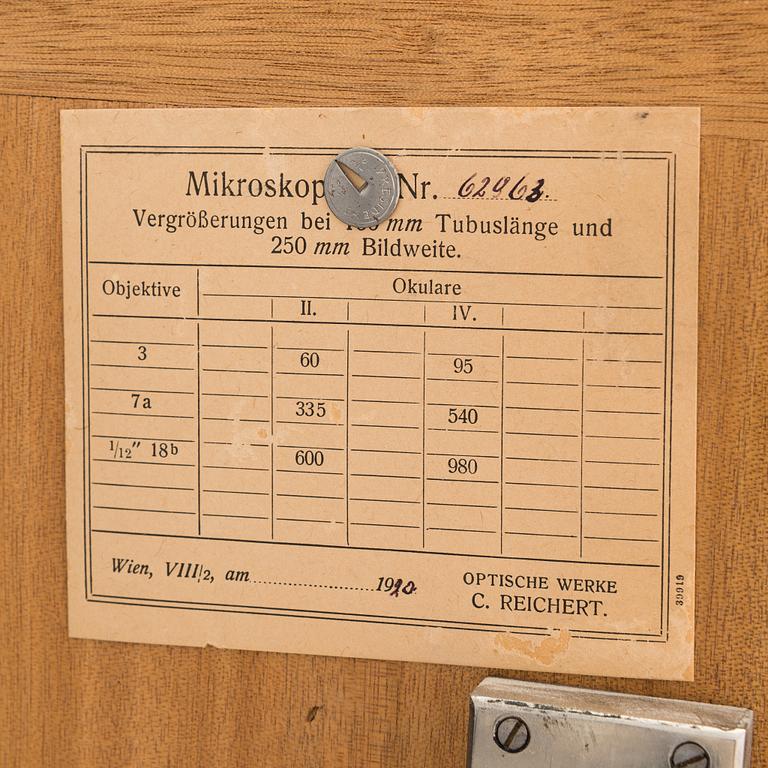 Mikroskop Nr. 62963
Vergrößerungen bei mm Tubuslänge und
250 mm Bildweite.
Objektive Okulare
II. IV.
3 60 95
7a 335 540
1/12" 18b 600 980
Wien, VIII/2, am 1920
OPTISCHE WERKE
C. REICHERT.